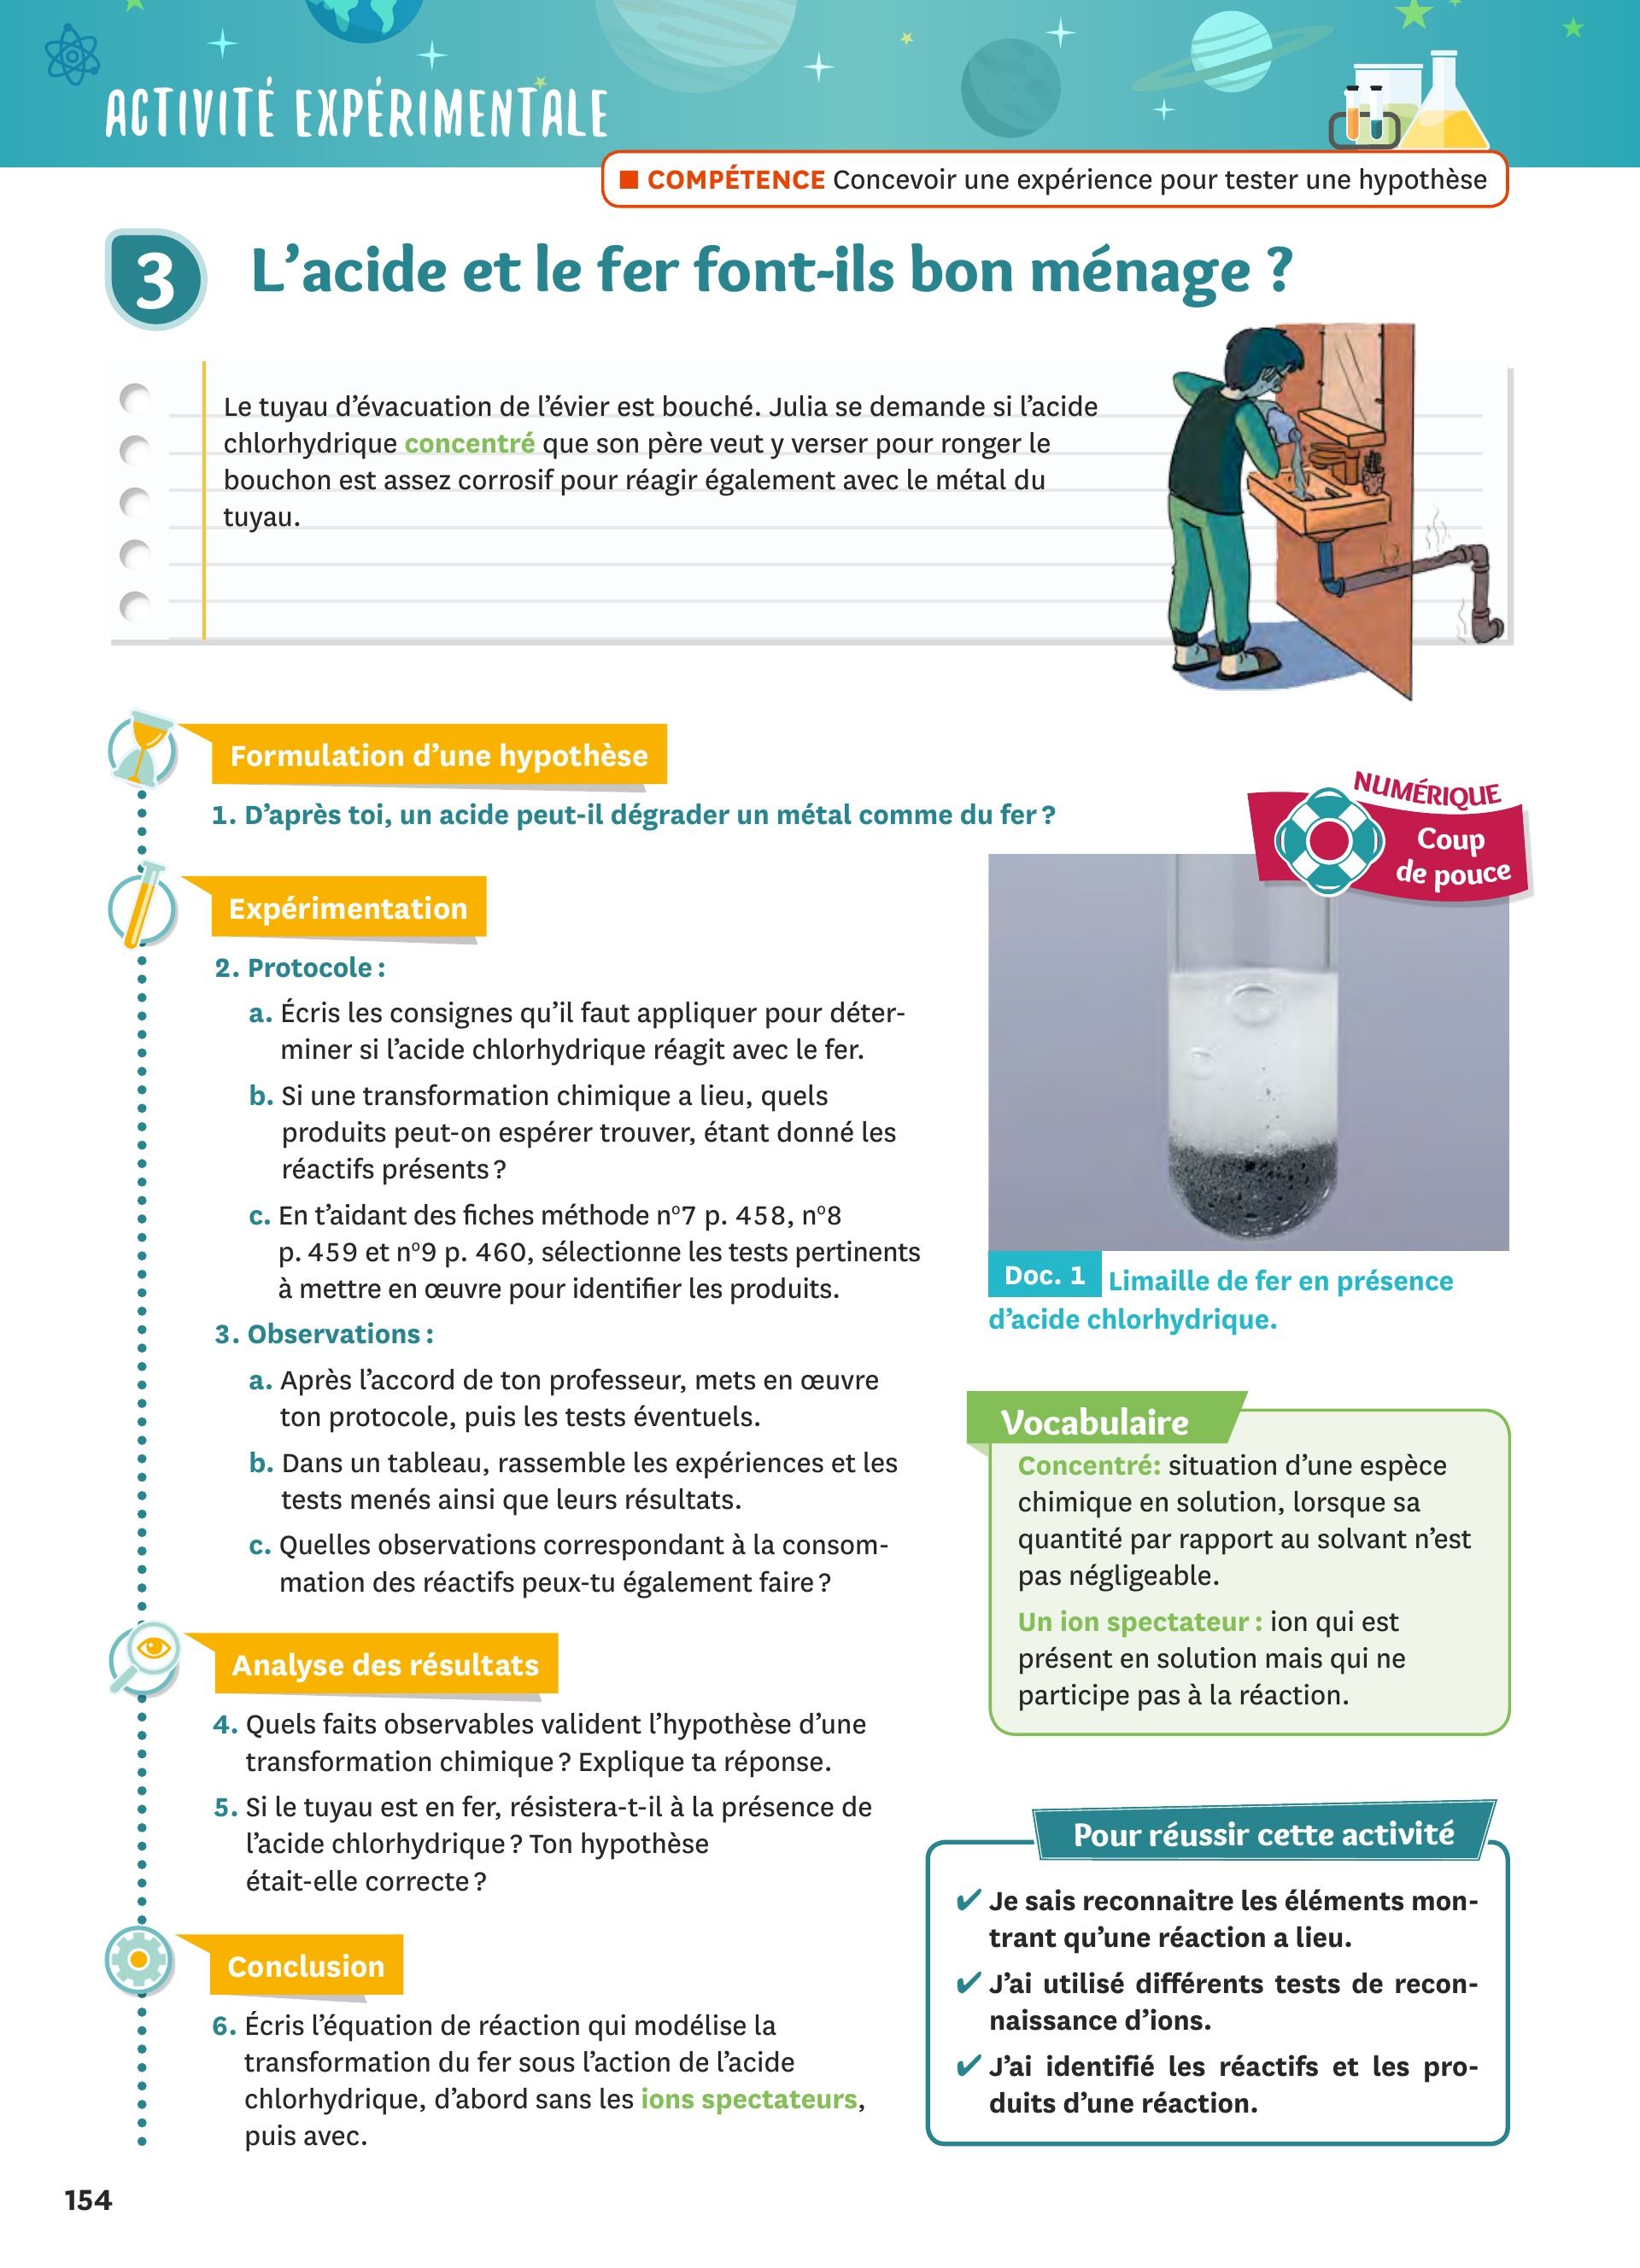 ACTIVITÉ EXPÉRIMENTALE
■ COMPÉTENCE Concevoir une expérience pour tester une hypothèse
3 L’acide et le fer font-ils bon ménage ?
Le tuyau d’évacuation de l’évier est bouché. Julia se demande si l’acide
chlorhydrique concentré que son père veut y verser pour ronger le
bouchon est assez corrosif pour réagir également avec le métal du
tuyau.
Formulation d’une hypothèse
1. D’après toi, un acide peut-il dégrader un métal comme du fer ?
Expérimentation
2. Protocole :
a. Écris les consignes qu’il faut appliquer pour déter-
miner si l’acide chlorhydrique réagit avec le fer.
b. Si une transformation chimique a lieu, quels
produits peut-on espérer trouver, étant donné les
réactifs présents ?
c. En t’aidant des fiches méthode nº7 p. 458, nº8
p. 459 et nº9 p. 460, sélectionne les tests pertinents
à mettre en œuvre pour identifier les produits.
3. Observations :
a. Après l’accord de ton professeur, mets en œuvre
ton protocole, puis les tests éventuels.
b. Dans un tableau, rassemble les expériences et les
tests menés ainsi que leurs résultats.
c. Quelles observations correspondant à la consom-
mation des réactifs peux-tu également faire ?
Analyse des résultats
4. Quels faits observables valident l’hypothèse d’une
transformation chimique ? Explique ta réponse.
5. Si le tuyau est en fer, résistera-t-il à la présence de
l’acide chlorhydrique ? Ton hypothèse
était-elle correcte ?
Conclusion
6. Écris l’équation de réaction qui modélise la
transformation du fer sous l’action de l’acide
chlorhydrique, d’abord sans les ions spectateurs,
puis avec.
NUMÉRIQUE
Coup
de pouce
Doc. 1 Limaille de fer en présence
d’acide chlorhydrique.
Vocabulaire
Concentré: situation d’une espèce
chimique en solution, lorsque sa
quantité par rapport au solvant n’est
pas négligeable.
Un ion spectateur : ion qui est
présent en solution mais qui ne
participe pas à la réaction.
Pour réussir cette activité
✔ Je sais reconnaitre les éléments mon-
trant qu’une réaction a lieu.
✔ J’ai utilisé différents tests de recon-
naissance d’ions.
✔ J’ai identifié les réactifs et les pro-
duits d’une réaction.
154